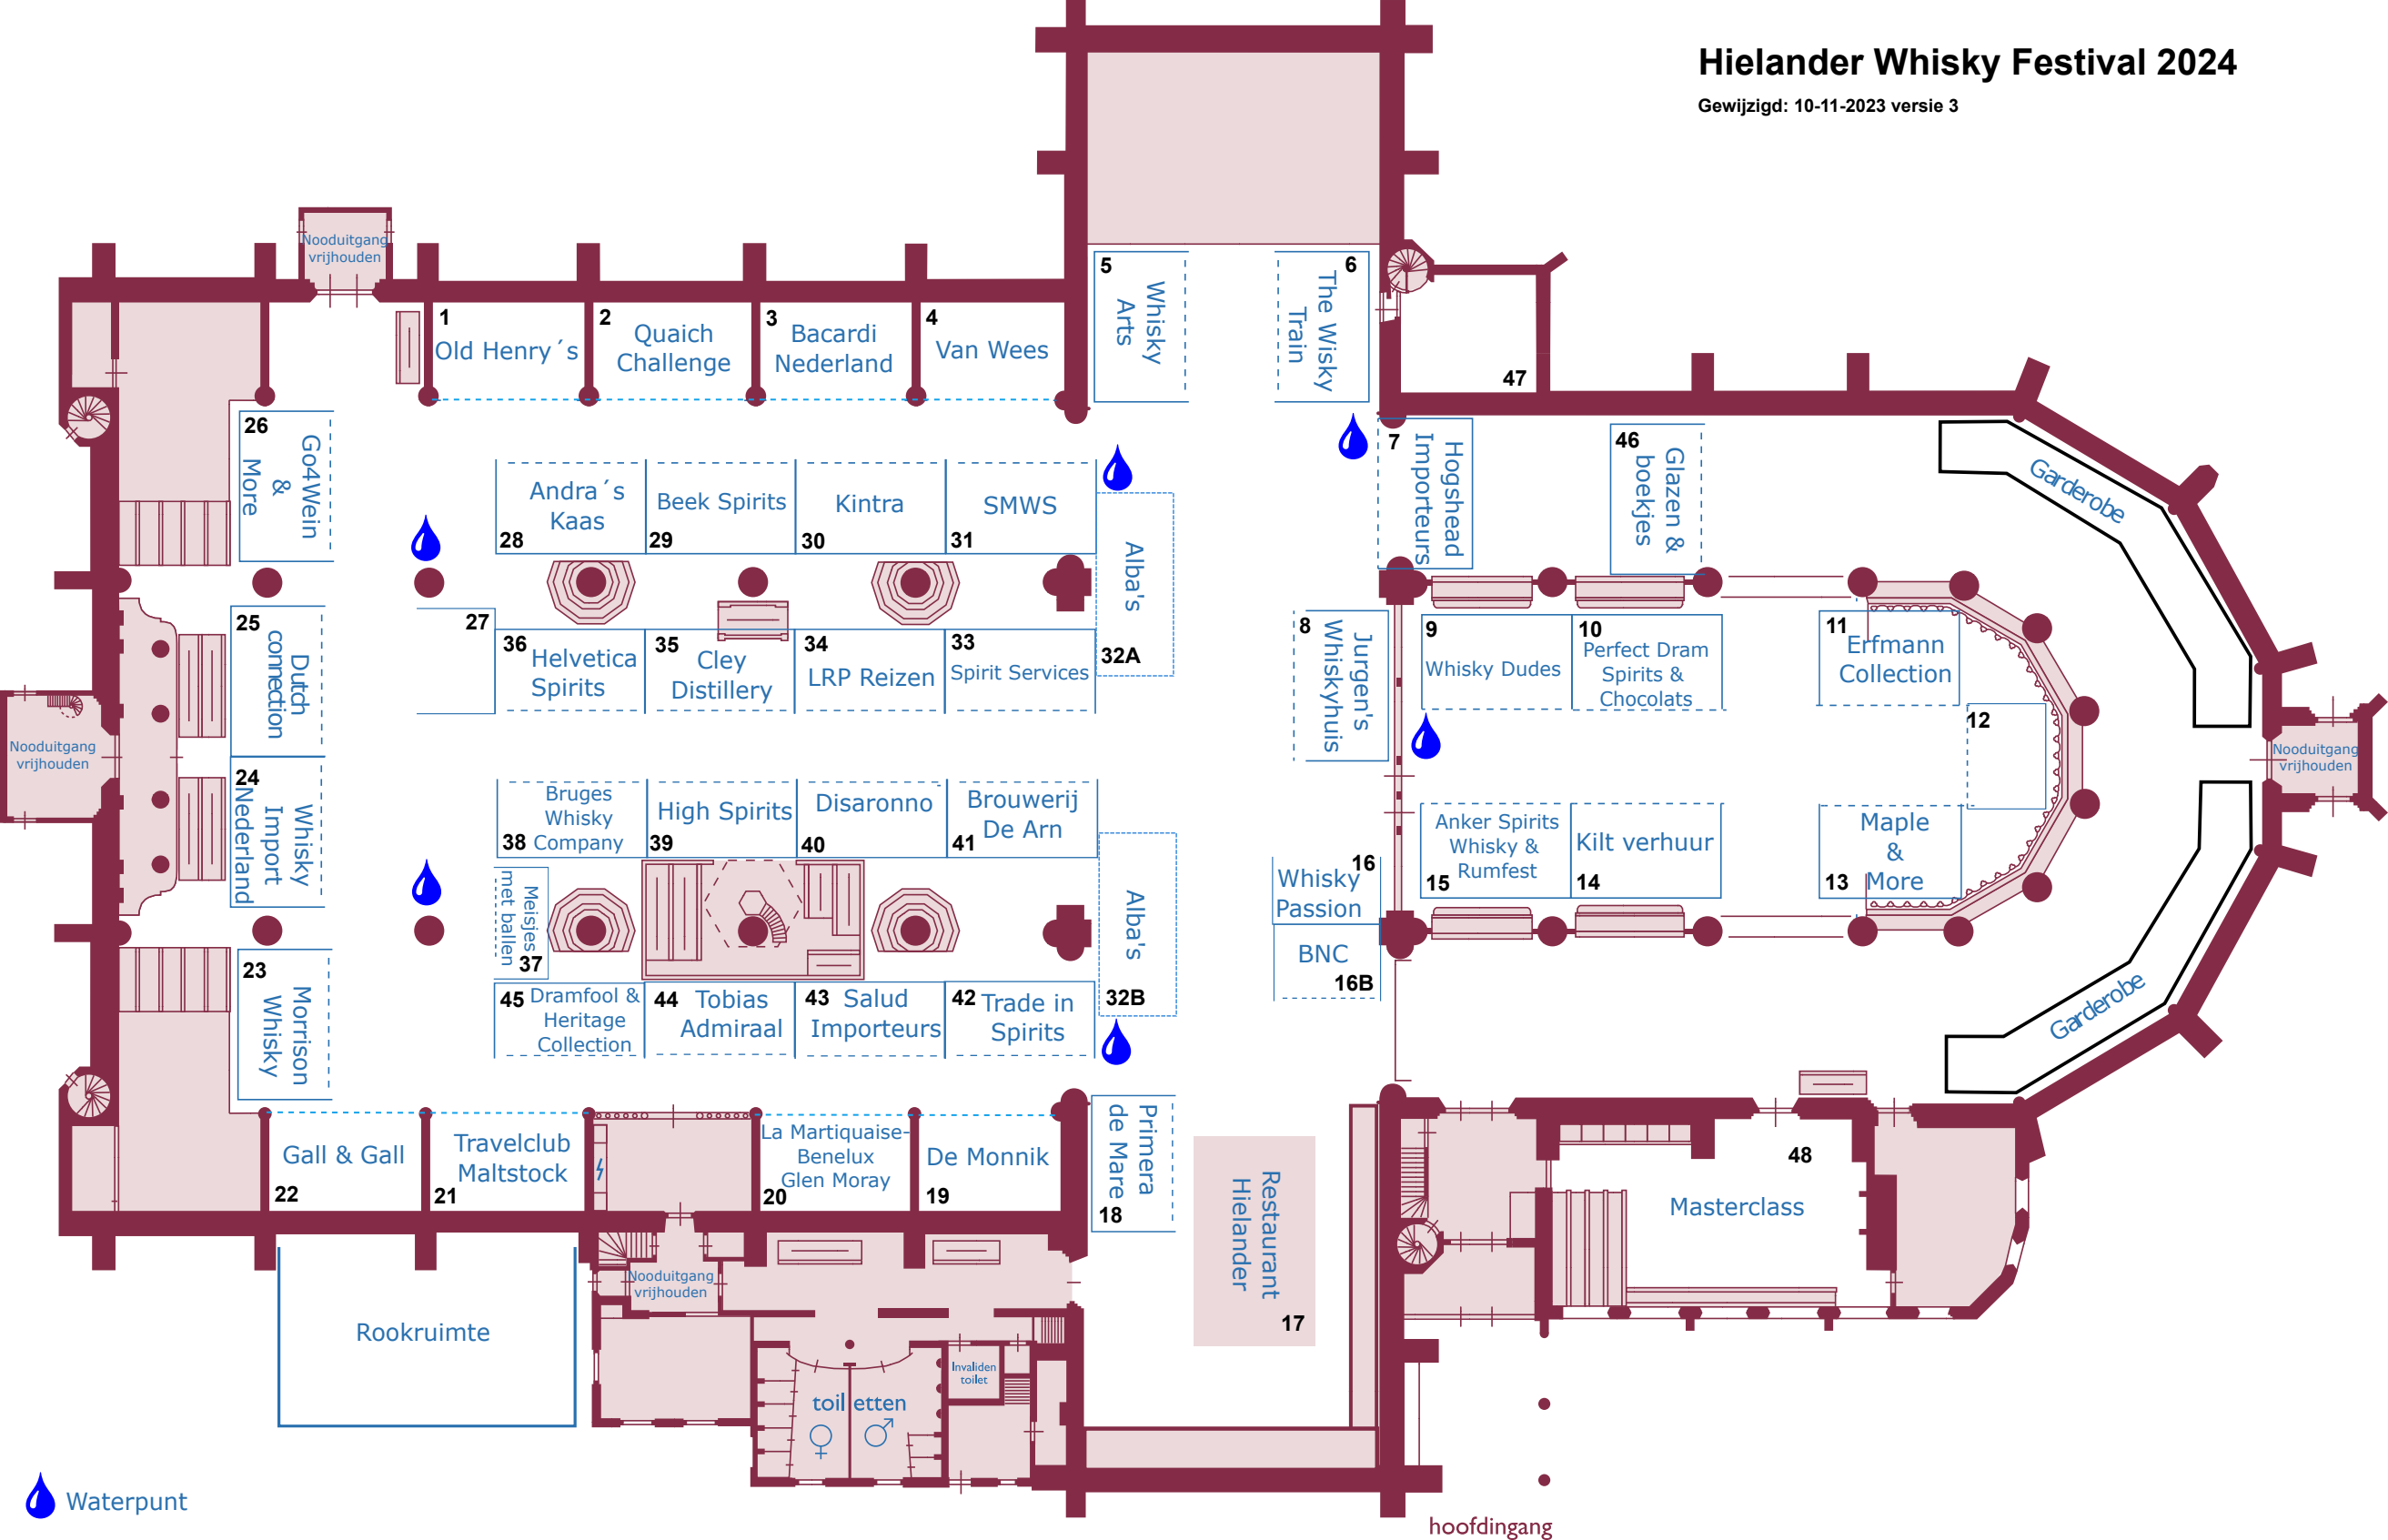 Hielander Whisky Festival 2024
Gewijzigd: 10-11-2023 versie 3
Nooduitgang
vrijhouden
1
Old Henry´s
2
Quaich
Challenge
3
Bacardi
Nederland
4
Van Wees
5
Whisky
Arts
6
The Wisky
Train
47
7
Hogshead
Importeurs
46
Glazen &
boekjes
Garderobe
26
Go4Wein
&
More
Andra´s
Kaas
28
Beek Spirits
29
Kintra
30
SMWS
31
Alba's
32A
25
Dutch
connection
27
36
Helvetica
Spirits
35
Cley
Distillery
34
LRP Reizen
33
Spirit Services
8
Jurgen's
Whiskyhuis
9
Whisky Dudes
10
Perfect Dram
Spirits &
Chocolats
11
Erfmann
Collection
12
Nooduitgang
vrijhouden
Nooduitgang
vrijhouden
24
Whisky
Import
Nederland
Bruges
Whisky
Company
38
High Spirits
39
Disaronno
40
Brouwerij
De Arn
41
Alba's
32B
16
Whisky
Passion
BNC
16B
Anker Spirits
Whisky &
Rumfest
15
Kilt verhuur
14
Maple
&
More
13
Garderobe
Meisjes
met ballen
37
23
Morrison
Whisky
45
Dramfool &
Heritage
Collection
44
Tobias
Admiraal
43
Salud
Importeurs
42
Trade in
Spirits
Gall & Gall
22
Travelclub
Maltstock
21
La Martiquaise-
Benelux
Glen Moray
20
De Monnik
19
Primera
de Mare
18
Restaurant
Hielander
17
48
Masterclass
Nooduitgang
vrijhouden
Rookruimte
Invaliden
toilet
toiletten
Waterpunt
hoofdingang